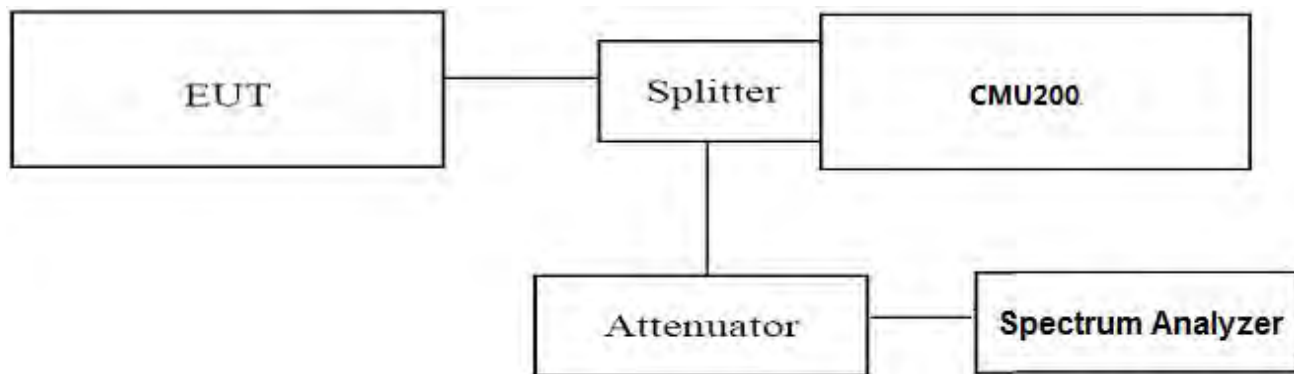 EUT
Splitter
CMU200
Attenuator
Spectrum Analyzer